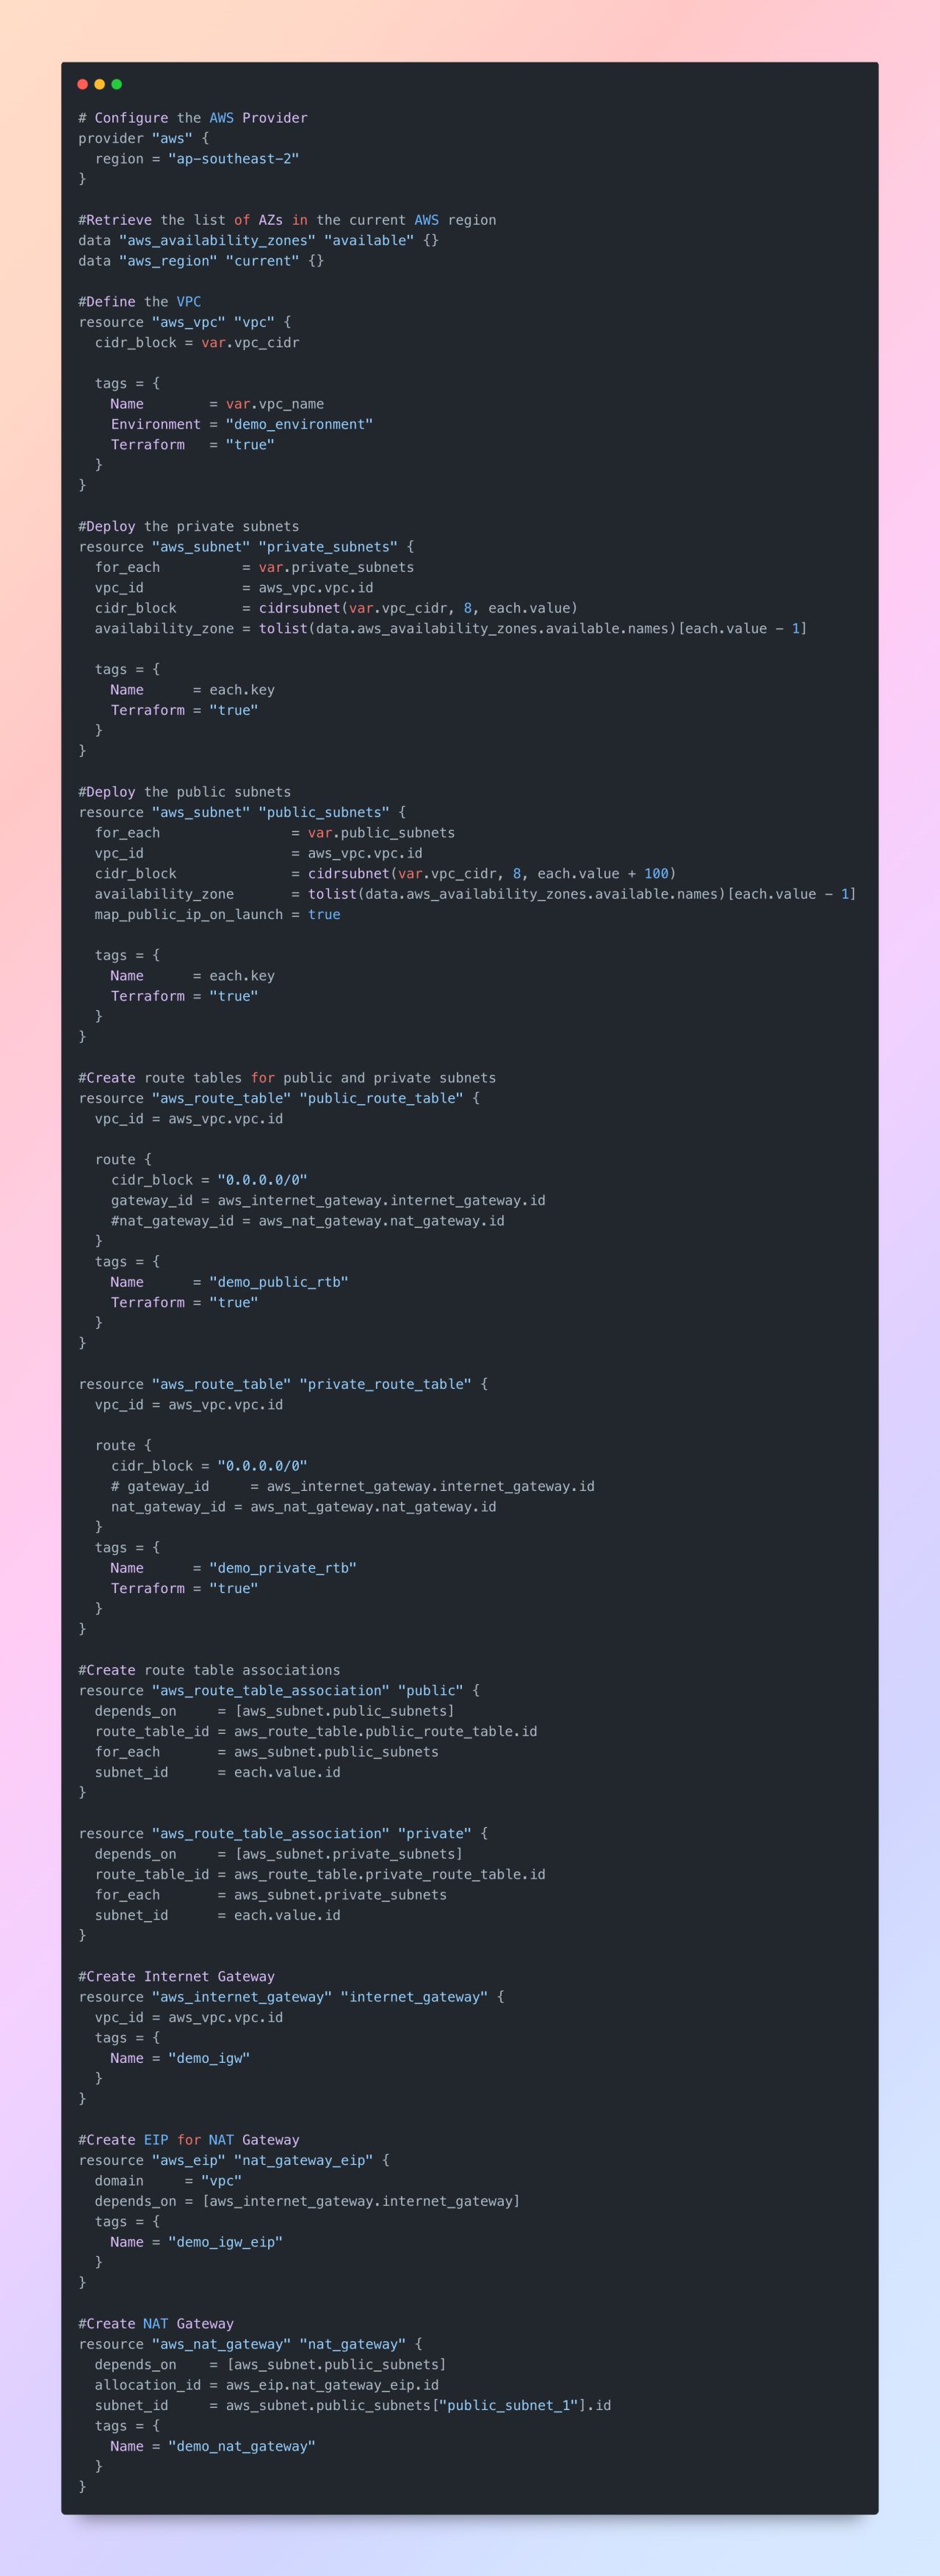 # Configure the AWS Provider
provider "aws" {
  region = "ap-southeast-2"
}

#Retrieve the list of AZs in the current AWS region
data "aws_availability_zones" "available" {}
data "aws_region" "current" {}

#Define the VPC
resource "aws_vpc" "vpc" {
  cidr_block = var.vpc_cidr

  tags = {
    Name        = var.vpc_name
    Environment = "demo_environment"
    Terraform   = "true"
  }
}

#Deploy the private subnets
resource "aws_subnet" "private_subnets" {
  for_each          = var.private_subnets
  vpc_id            = aws_vpc.vpc.id
  cidr_block        = cidrsubnet(var.vpc_cidr, 8, each.value)
  availability_zone = tolist(data.aws_availability_zones.available.names)[each.value - 1]

  tags = {
    Name      = each.key
    Terraform = "true"
  }
}

#Deploy the public subnets
resource "aws_subnet" "public_subnets" {
  for_each                = var.public_subnets
  vpc_id                  = aws_vpc.vpc.id
  cidr_block              = cidrsubnet(var.vpc_cidr, 8, each.value + 100)
  availability_zone       = tolist(data.aws_availability_zones.available.names)[each.value - 1]
  map_public_ip_on_launch = true

  tags = {
    Name      = each.key
    Terraform = "true"
  }
}

#Create route tables for public and private subnets
resource "aws_route_table" "public_route_table" {
  vpc_id = aws_vpc.vpc.id

  route {
    cidr_block = "0.0.0.0/0"
    gateway_id = aws_internet_gateway.internet_gateway.id
    #nat_gateway_id = aws_nat_gateway.nat_gateway.id
  }
  tags = {
    Name      = "demo_public_rtb"
    Terraform = "true"
  }
}

resource "aws_route_table" "private_route_table" {
  vpc_id = aws_vpc.vpc.id

  route {
    cidr_block = "0.0.0.0/0"
    # gateway_id     = aws_internet_gateway.internet_gateway.id
    nat_gateway_id = aws_nat_gateway.nat_gateway.id
  }
  tags = {
    Name      = "demo_private_rtb"
    Terraform = "true"
  }
}

#Create route table associations
resource "aws_route_table_association" "public" {
  depends_on     = [aws_subnet.public_subnets]
  route_table_id = aws_route_table.public_route_table.id
  for_each       = aws_subnet.public_subnets
  subnet_id      = each.value.id
}

resource "aws_route_table_association" "private" {
  depends_on     = [aws_subnet.private_subnets]
  route_table_id = aws_route_table.private_route_table.id
  for_each       = aws_subnet.private_subnets
  subnet_id      = each.value.id
}

#Create Internet Gateway
resource "aws_internet_gateway" "internet_gateway" {
  vpc_id = aws_vpc.vpc.id
  tags = {
    Name = "demo_igw"
  }
}

#Create EIP for NAT Gateway
resource "aws_eip" "nat_gateway_eip" {
  domain     = "vpc"
  depends_on = [aws_internet_gateway.internet_gateway]
  tags = {
    Name = "demo_igw_eip"
  }
}

#Create NAT Gateway
resource "aws_nat_gateway" "nat_gateway" {
  depends_on    = [aws_subnet.public_subnets]
  allocation_id = aws_eip.nat_gateway_eip.id
  subnet_id     = aws_subnet.public_subnets["public_subnet_1"].id
  tags = {
    Name = "demo_nat_gateway"
  }
}